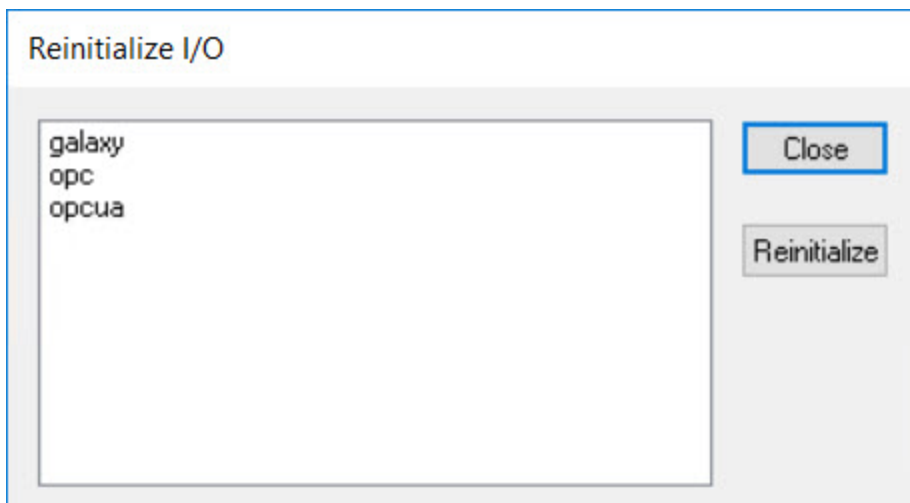 Reinitialize I/O
galaxy
opc
opcua
Close
Reinitialize